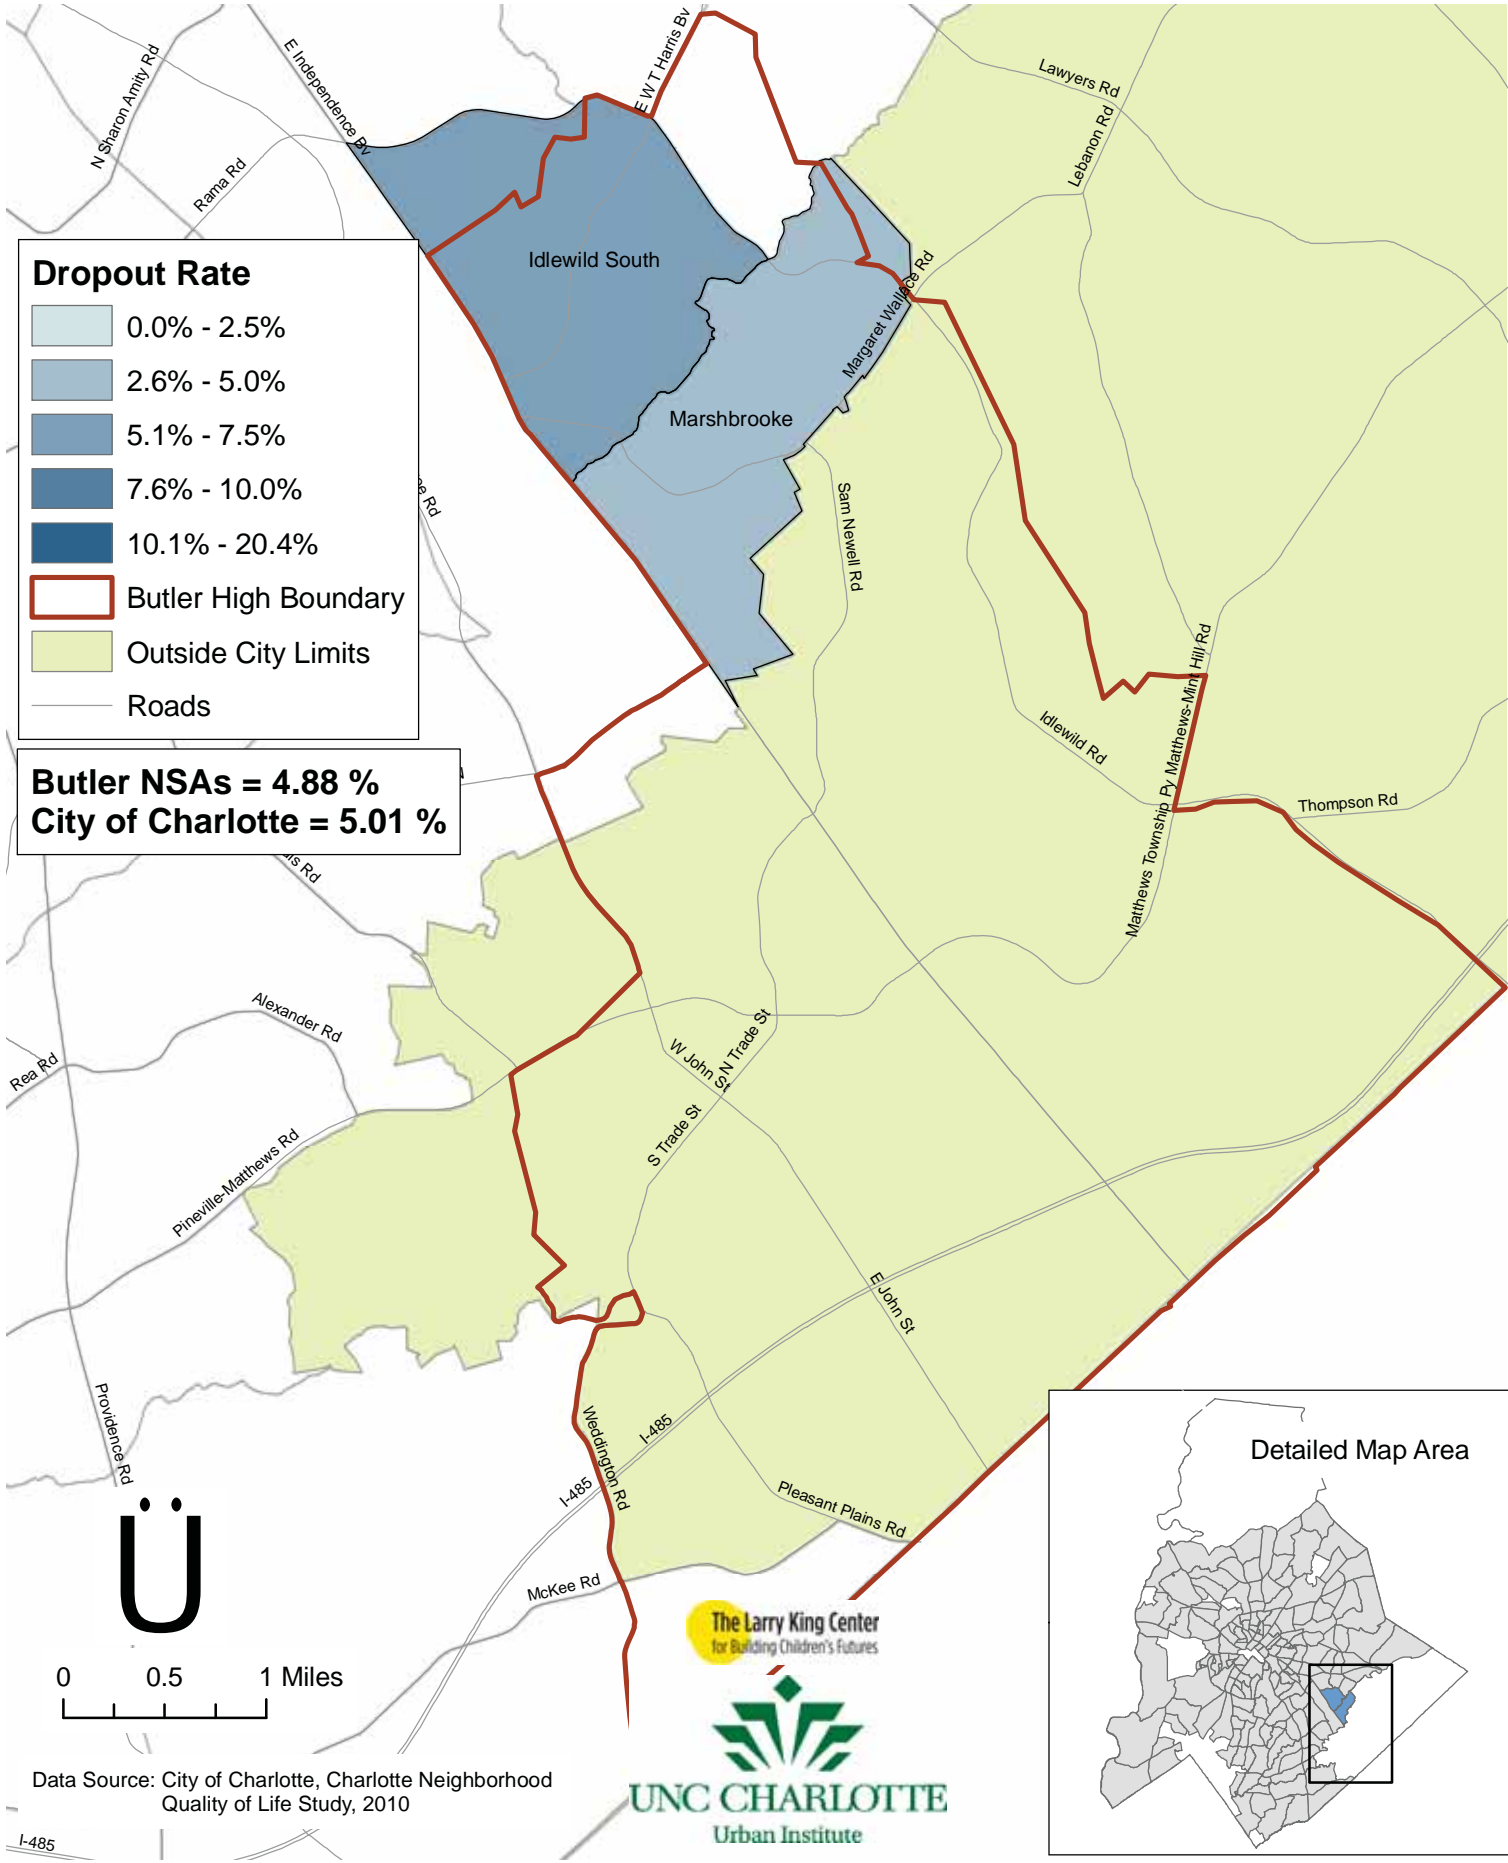 E Independence Bv
E W T Harris Bv
N Sharon Amity Rd
Rama Rd
Lawyers Rd
Lebanon Rd
Idlewild South
Margaret Wallace Rd
Marshbrooke
Dropout Rate
0.0% - 2.5%
2.6% - 5.0%
5.1% - 7.5%
7.6% - 10.0%
10.1% - 20.4%
Butler High Boundary
Outside City Limits
Roads
Sam Newell Rd
Butler NSAs = 4.88 %
City of Charlotte = 5.01 %
Idlewild Rd
Matthews Township Py
Matthews-Mint Hill Rd
Thompson Rd
Alexander Rd
Rea Rd
W John St
N Trade St
S Trade St
Pineville-Matthews Rd
E John St
Providence Rd
Weddington Rd
I-485
I-485
Pleasant Plains Rd
McKee Rd
Detailed Map Area
Ü
0 0.5 1 Miles
The Larry King Center
for Building Children's Futures
UNC CHARLOTTE
Urban Institute
Data Source: City of Charlotte, Charlotte Neighborhood
Quality of Life Study, 2010
I-485